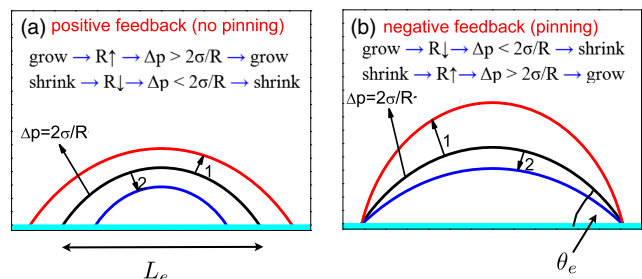 (a) positive feedback (no pinning)
grow → R↑ → Δp > 2σ/R → grow
shrink → R↓→ Δp < 2σ/R → shrink
Δp=2σ/R
1
2
L_e
(b) negative feedback (pinning)
grow → R↓→ Δp < 2σ/R → shrink
shrink → R↑ → Δp > 2σ/R → grow
Δp=2σ/R
1
2
θ_e